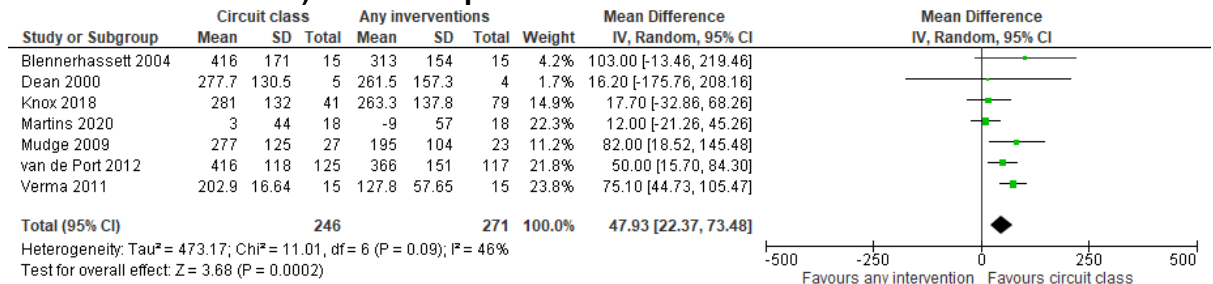 Circuit class Any interventions Mean Difference Mean Difference
Study or Subgroup Mean SD Total Mean SD Total Weight IV, Random, 95% CI IV, Random, 95% CI
Blennerhassett 2004 416 171 15 313 154 15 4.2% 103.00 [-13.46, 219.46]
Dean 2000 277.7 130.5 5 261.5 157.3 4 1.7% 16.20 [-175.76, 208.16]
Knox 2018 281 132 41 263.3 137.8 79 14.9% 17.70 [-32.86, 68.26]
Martins 2020 3 44 18 -9 57 18 22.3% 12.00 [-21.26, 45.26]
Mudge 2009 277 125 27 195 104 23 11.2% 82.00 [18.52, 145.48]
van de Port 2012 416 118 125 366 151 117 21.8% 50.00 [15.70, 84.30]
Verma 2011 202.9 16.64 15 127.8 57.65 15 23.8% 75.10 [44.73, 105.47]
Total (95% CI) 246 271 100.0% 47.93 [22.37, 73.48]
Heterogeneity: Tau² = 473.17; Chi² = 11.01, df = 6 (P = 0.09); I² = 46%
Test for overall effect: Z = 3.68 (P = 0.0002)
-500 -250 0 250 500
Favours any intervention Favours circuit class